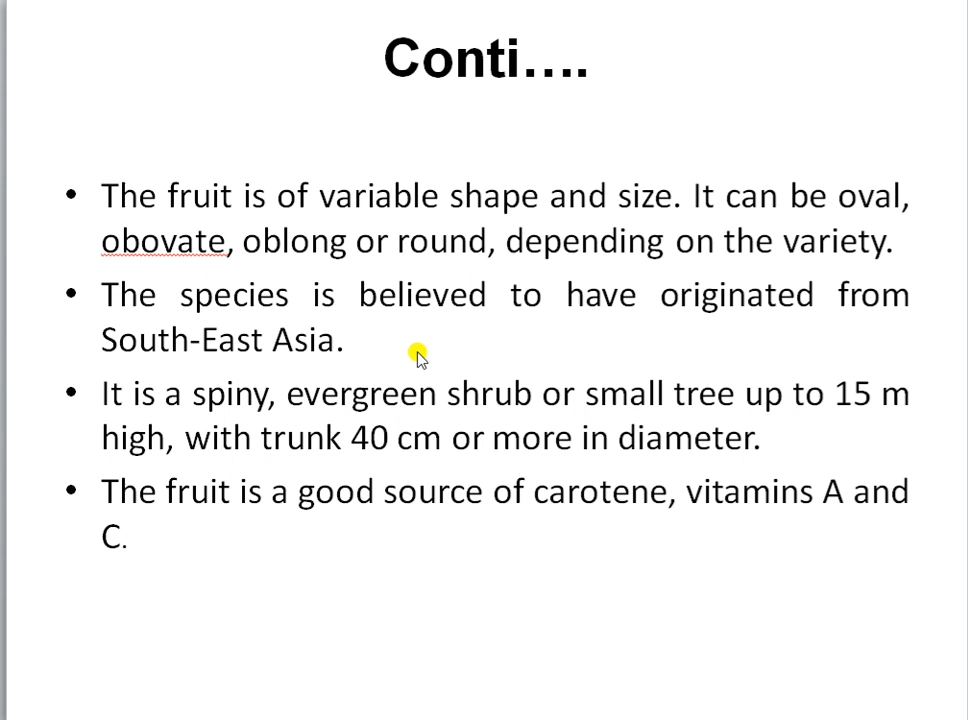 Conti….
• The fruit is of variable shape and size. It can be oval,
obovate, oblong or round, depending on the variety.
• The species is believed to have originated from
South-East Asia.
• It is a spiny, evergreen shrub or small tree up to 15 m
high, with trunk 40 cm or more in diameter.
• The fruit is a good source of carotene, vitamins A and
C.